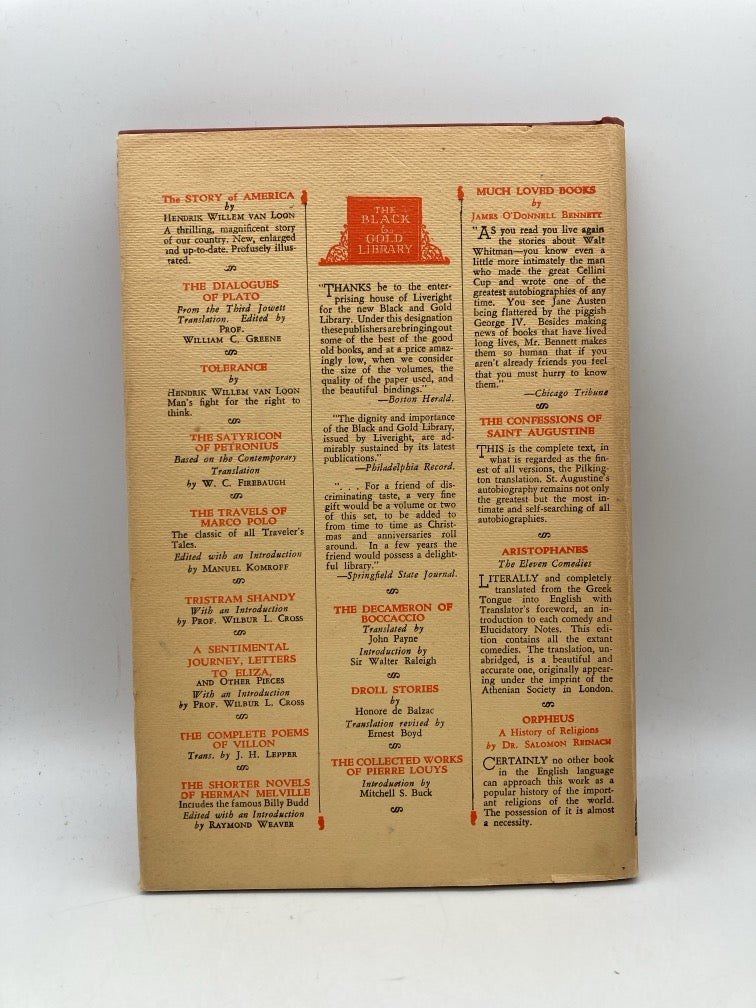 The STORY of AMERICA
by
HENDRIK WILLEM VAN LOON
A thrilling, magnificent story
of our country. New, enlarged
and up-to-date. Profusely illus-
trated.
THE DIALOGUES
OF PLATO
From the Third Jowett
Translation. Edited by
PROF.
WILLIAM C. GREENE
TOLERANCE
by
HENDRIK WILLEM VAN LOON
Man's fight for the right to
think.
THE SATYRICON
OF PETRONIUS
Based on the Contemporary
Translation
by W. C. FIREBAUGH
THE TRAVELS OF
MARCO POLO
The classic of all Traveler's
Tales.
Edited with an Introduction
by MANUEL KOMROFF
TRISTRAM SHANDY
With an Introduction
by PROF. WILBUR L. CROSS
A SENTIMENTAL
JOURNEY, LETTERS
TO ELIZA,
AND OTHER PIECES
With an Introduction
by PROF. WILBUR L. CROSS
THE COMPLETE POEMS
OF VILLON
Trans. by J. H. LEPPER
THE SHORTER NOVELS
OF HERMAN MELVILLE
Includes the famous Billy Budd
Edited with an Introduction
by RAYMOND WEAVER
THE
BLACK
&
GOLD
LIBRARY
"THANKS be to the enter-
prising house of Liveright
for the new Black and Gold
Library. Under this designation
these publishers are bringing out
some of the best of the good
old books, and at a price amaz-
ingly low, when we consider
the size of the volumes, the
quality of the paper used, and
the beautiful bindings."
—Boston Herald.
"The dignity and importance
of the Black and Gold Library,
issued by Liveright, are ad-
mirably sustained by its latest
publications."
—Philadelphia Record.
". . . For a friend of dis-
criminating taste, a very fine
gift would be a volume or two
of this set, to be added to
from time to time as Christ-
mas and anniversaries roll
around. In a few years the
friend would possess a delight-
ful library."
—Springfield State Journal.
THE DECAMERON OF
BOCCACCIO
Translated by
John Payne
Introduction by
Sir Walter Raleigh
DROLL STORIES
by
Honore de Balzac
Translation revised by
Ernest Boyd
THE COLLECTED WORKS
OF PIERRE LOUYS
Introduction by
Mitchell S. Buck
MUCH LOVED BOOKS
by
JAMES O'DONNELL BENNETT
"AS you read you live again
the stories about Walt
Whitman—you know even a
little more intimately the man
who made the great Cellini
Cup and wrote one of the
greatest autobiographies of any
time. You see Jane Austen
being flattered by the piggish
George IV. Besides making
news of books that have lived
long lives, Mr. Bennett makes
them so human that if you
aren't already friends you feel
that you must hurry to know
them."
—Chicago Tribune
THE CONFESSIONS OF
SAINT AUGUSTINE
THIS is the complete text, in
what is regarded as the fin-
est of all versions, the Pilking-
ton translation. St. Augustine's
autobiography remains not only
the greatest but the most in-
timate and self-searching of all
autobiographies.
ARISTOPHANES
The Eleven Comedies
LITERALLY and completely
translated from the Greek
Tongue into English with
Translator's foreword, an in-
troduction to each comedy and
Elucidatory Notes. This edi-
tion contains all the extant
comedies. The translation, un-
abridged, is a beautiful and
accurate one, originally appear-
ing under the imprint of the
Athenian Society in London.
ORPHEUS
A History of Religions
by DR. SALOMON REINACH
CERTAINLY no other book
in the English language
can approach this work as a
popular history of the import-
ant religions of the world.
The possession of it is almost
a necessity.